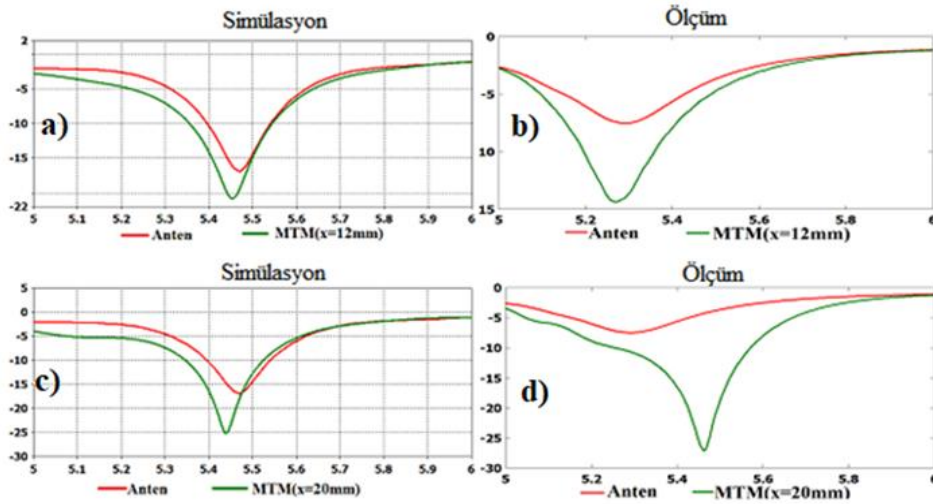 Simülasyon
2
-5
-10
-15
-22
5 5.1 5.2 5.3 5.4 5.5 5.6 5.7 5.8 5.9 6
a)
Anten MTM(x=12mm)
Ölçüm
0
-5
10
15
5 5.2 5.4 5.6 5.8 6
b)
Anten MTM(x=12mm)
Simülasyon
5
0
-5
-10
-15
-20
-25
-30
5 5.1 5.2 5.3 5.4 5.5 5.6 5.7 5.8 5.9 6
c)
Anten MTM(x=20mm)
Ölçüm
0
-5
-10
-15
-20
-25
-30
5 5.2 5.4 5.6 5.8 6
d)
Anten MTM(x=20mm)